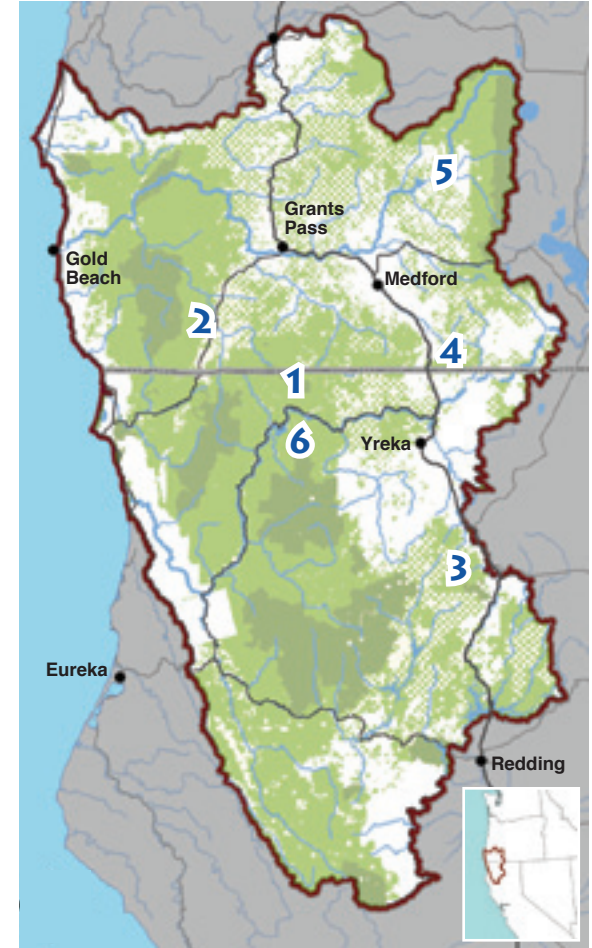 5
Grants
Pass
Gold
Beach
Medford
2
4
1
6
Yreka
3
Eureka
Redding